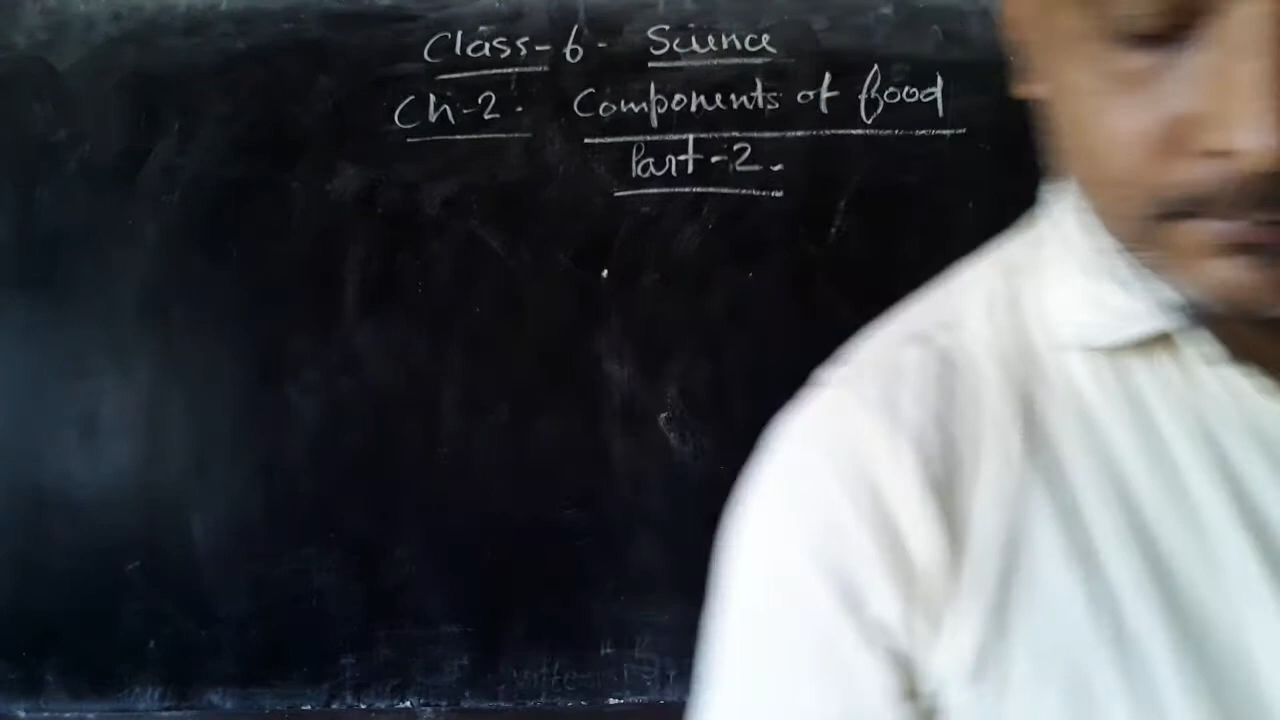 Class-6- Science
Ch-2. Components of food
Part-2.